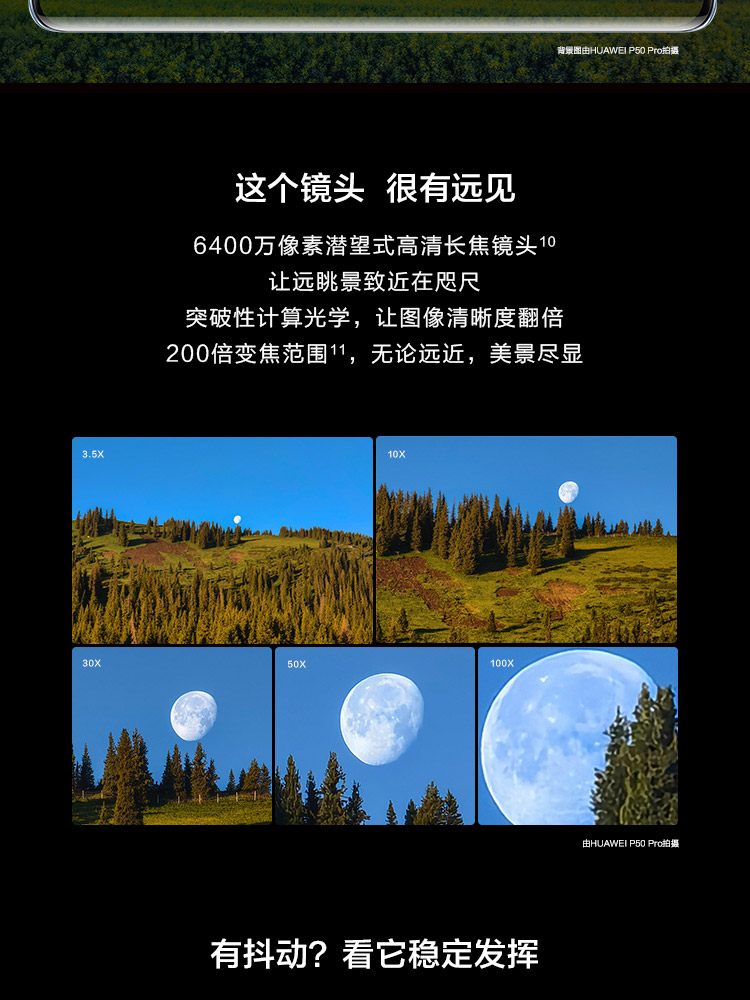 背景图由HUAWEI P50 Pro拍摄
这个镜头 很有远见
6400万像素潜望式高清长焦镜头10
让远眺景致近在咫尺
突破性计算光学，让图像清晰度翻倍
200倍变焦范围11，无论远近，美景尽显
3.5X
10X
30X
50X
100X
由HUAWEI P50 Pro拍摄
有抖动？看它稳定发挥